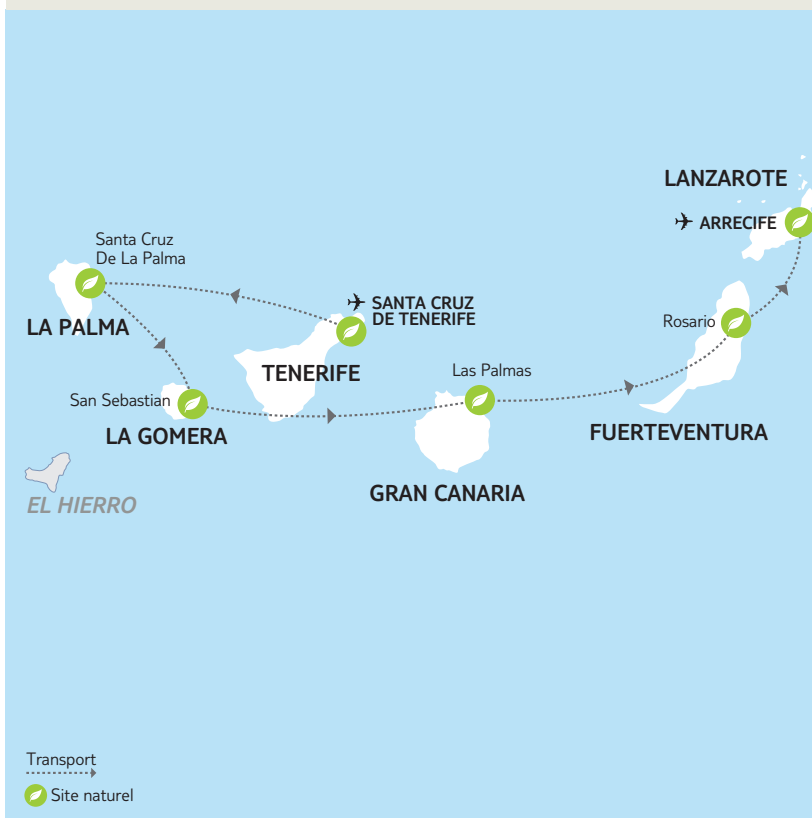 LANZAROTE
ARRECIFE
Santa Cruz
De La Palma
SANTA CRUZ
DE TENERIFE
LA PALMA
Rosario
TENERIFE
Las Palmas
San Sebastian
LA GOMERA
FUERTEVENTURA
GRAN CANARIA
EL HIERRO
Transport
Site naturel